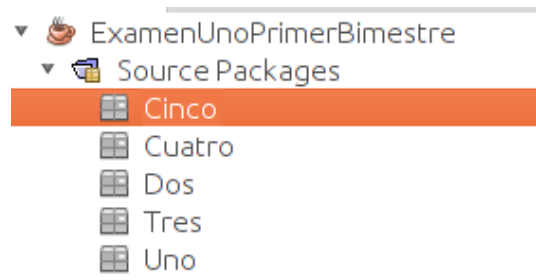 ExamenUnoPrimerBimestre
Source Packages
Cinco
Cuatro
Dos
Tres
Uno